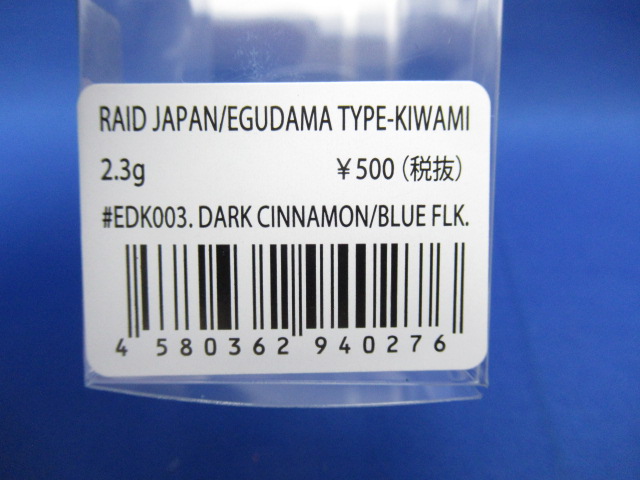 RAID JAPAN/EGUDAMA TYPE-KIWAMI
2.3g ¥500(税抜)
#EDK003. DARK CINNAMON/BLUE FLK.
4 580362 940276